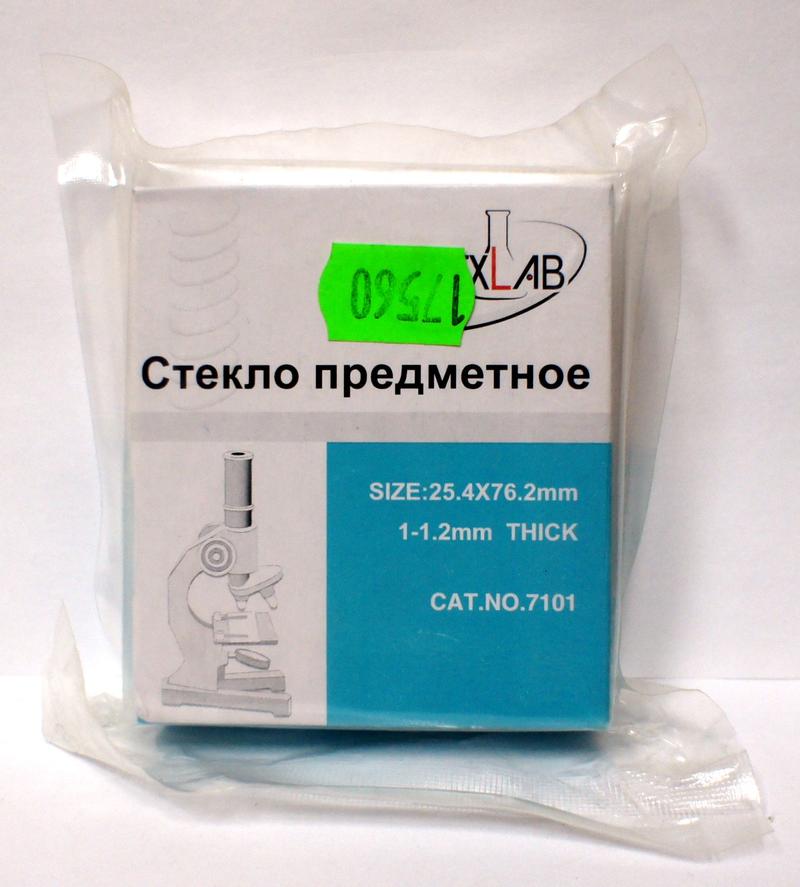 XLAB
17560
Стекло предметное
SIZE:25.4X76.2mm
1-1.2mm THICK
CAT.NO.7101